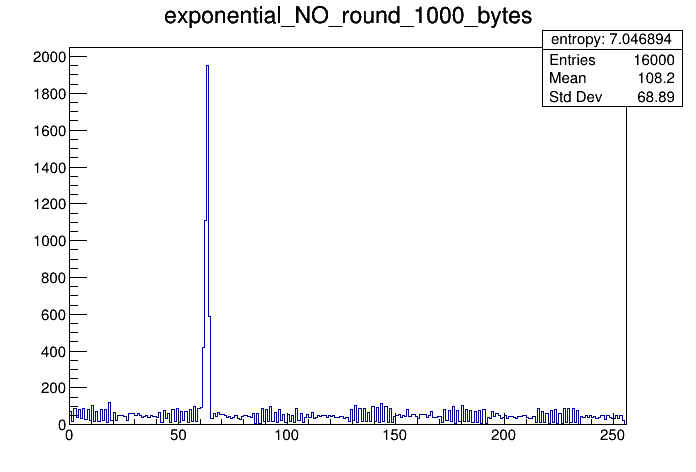 exponential_NO_round_1000_bytes
entropy: 7.046894
Entries 16000
Mean 108.2
Std Dev 68.89
2000
1800
1600
1400
1200
1000
800
600
400
200
0
0 50 100 150 200 250